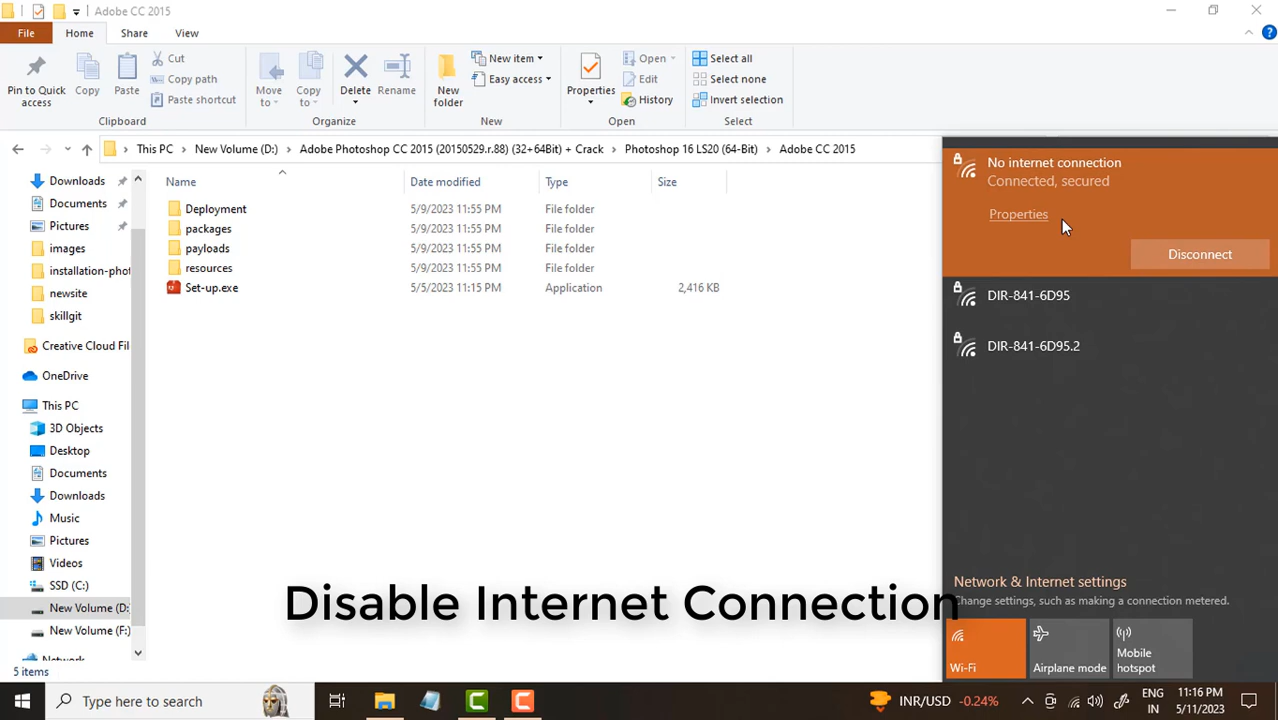 Adobe CC 2015
File Home Share View
Pin to Quick access
Copy
Paste
Cut
Copy path
Paste shortcut
Clipboard
Move to
Copy to
Delete
Rename
Organize
New folder
New item
Easy access
New
Properties
Open
Edit
History
Open
Select all
Select none
Invert selection
Select
This PC > New Volume (D:) > Adobe Photoshop CC 2015 (20150529.r.88) (32+64Bit) + Crack > Photoshop 16 LS20 (64-Bit) > Adobe CC 2015
Downloads
Documents
Pictures
images
installation-phot
newsite
skillgit
Creative Cloud Fil
OneDrive
This PC
3D Objects
Desktop
Documents
Downloads
Music
Pictures
Videos
SSD (C:)
New Volume (D:
New Volume (F:)
Network
Name Date modified Type Size
Deployment 5/9/2023 11:55 PM File folder
packages 5/9/2023 11:55 PM File folder
payloads 5/9/2023 11:55 PM File folder
resources 5/9/2023 11:55 PM File folder
Set-up.exe 5/5/2023 11:15 PM Application 2,416 KB
No internet connection
Connected, secured
Properties
Disconnect
DIR-841-6D95
DIR-841-6D95.2
Network & Internet settings
Change settings, such as making a connection metered.
Wi-Fi
Airplane mode
Mobile hotspot
Disable Internet Connection
5 items
Type here to search
INR/USD -0.24%
ENG
IN
11:16 PM
5/11/2023